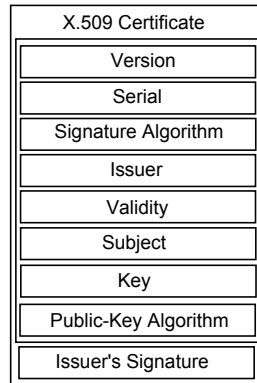 X.509 Certificate
Version
Serial
Signature Algorithm
Issuer
Validity
Subject
Key
Public-Key Algorithm
Issuer's Signature